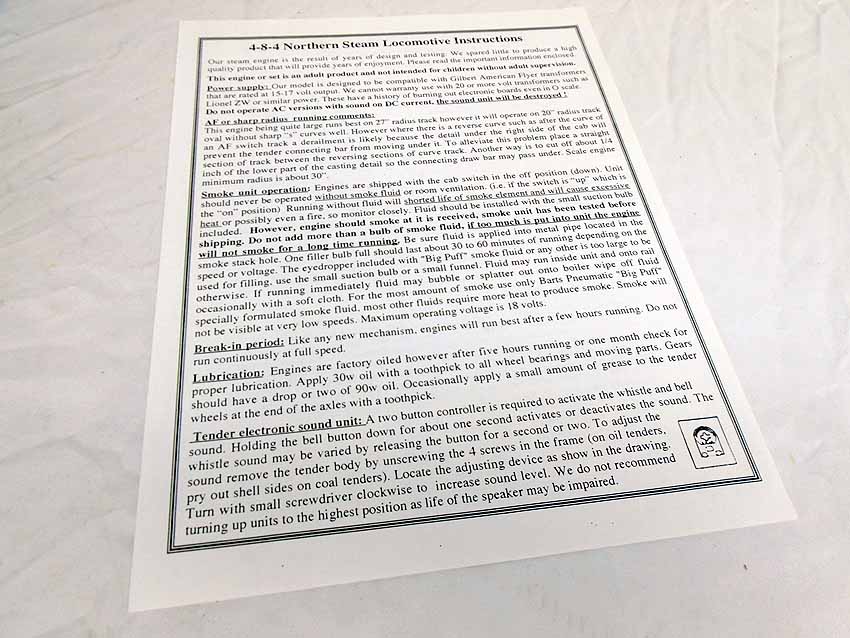 4-8-4 Northern Steam Locomotive Instructions
Our steam engine is the result of years of design and testing. We spared little to produce a high
quality product that will provide years of enjoyment. Please read the important information enclosed.
This engine or set is an adult product and not intended for children without adult supervision.
Power supply: Our model is designed to be compatible with Gilbert American Flyer transformers
that are rated at 15-17 volt output. We cannot warranty use with 20 or more volt transformers such as
Lionel ZW or similar power. These have a history of burning out electronic boards even in O scale.
Do not operate AC versions with sound on DC current, the sound unit will be destroyed !
AF or sharp radius running comments:
This engine being quite large runs best on 27" radius track however it will operate on 20" radius track
oval without sharp "s" curves well. However where there is a reverse curve such as after the curve of
an AF switch track a derailment is likely because the detail under the right side of the cab will
prevent the tender connecting bar from moving under it. To alleviate this problem place a straight
section of track between the reversing sections of curve track. Another way is to cut off about 1/4
inch of the lower part of the casting detail so the connecting draw bar may pass under. Scale engine
minimum radius is about 30".
Smoke unit operation: Engines are shipped with the cab switch in the off position (down). Unit
should never be operated without smoke fluid or room ventilation. (i.e. if the switch is "up" which is
the "on" position) Running without fluid will shorted life of smoke element and will cause excessive
heat or possibly even a fire, so monitor closely. Fluid should be installed with the small suction bulb
included. However, engine should smoke at it is received, smoke unit has been tested before
shipping. Do not add more than a bulb of smoke fluid, if too much is put into unit the engine
will not smoke for a long time running. Be sure fluid is applied into metal pipe located in the
smoke stack hole. One filler bulb full should last about 30 to 60 minutes of running depending on the
speed or voltage. The eyedropper included with "Big Puff" smoke fluid or any other is too large to be
used for filling, use the small suction bulb or a small funnel. Fluid may run inside unit and onto rail
otherwise. If running immediately fluid may bubble or splatter out onto boiler wipe off fluid
occasionally with a soft cloth. For the most amount of smoke use only Barts Pneumatic "Big Puff"
specially formulated smoke fluid, most other fluids require more heat to produce smoke. Smoke will
not be visible at very low speeds. Maximum operating voltage is 18 volts.
Break-in period: Like any new mechanism, engines will run best after a few hours running. Do not
run continuously at full speed.
Lubrication: Engines are factory oiled however after five hours running or one month check for
proper lubrication. Apply 30w oil with a toothpick to all wheel bearings and moving parts. Gears
should have a drop or two of 90w oil. Occasionally apply a small amount of grease to the tender
wheels at the end of the axles with a toothpick.
Tender electronic sound unit: A two button controller is required to activate the whistle and bell
sound. Holding the bell button down for about one second activates or deactivates the sound. The
whistle sound may be varied by releasing the button for a second or two. To adjust the
sound remove the tender body by unscrewing the 4 screws in the frame (on oil tenders,
pry out shell sides on coal tenders). Locate the adjusting device as show in the drawing.
Turn with small screwdriver clockwise to increase sound level. We do not recommend
turning up units to the highest position as life of the speaker may be impaired.